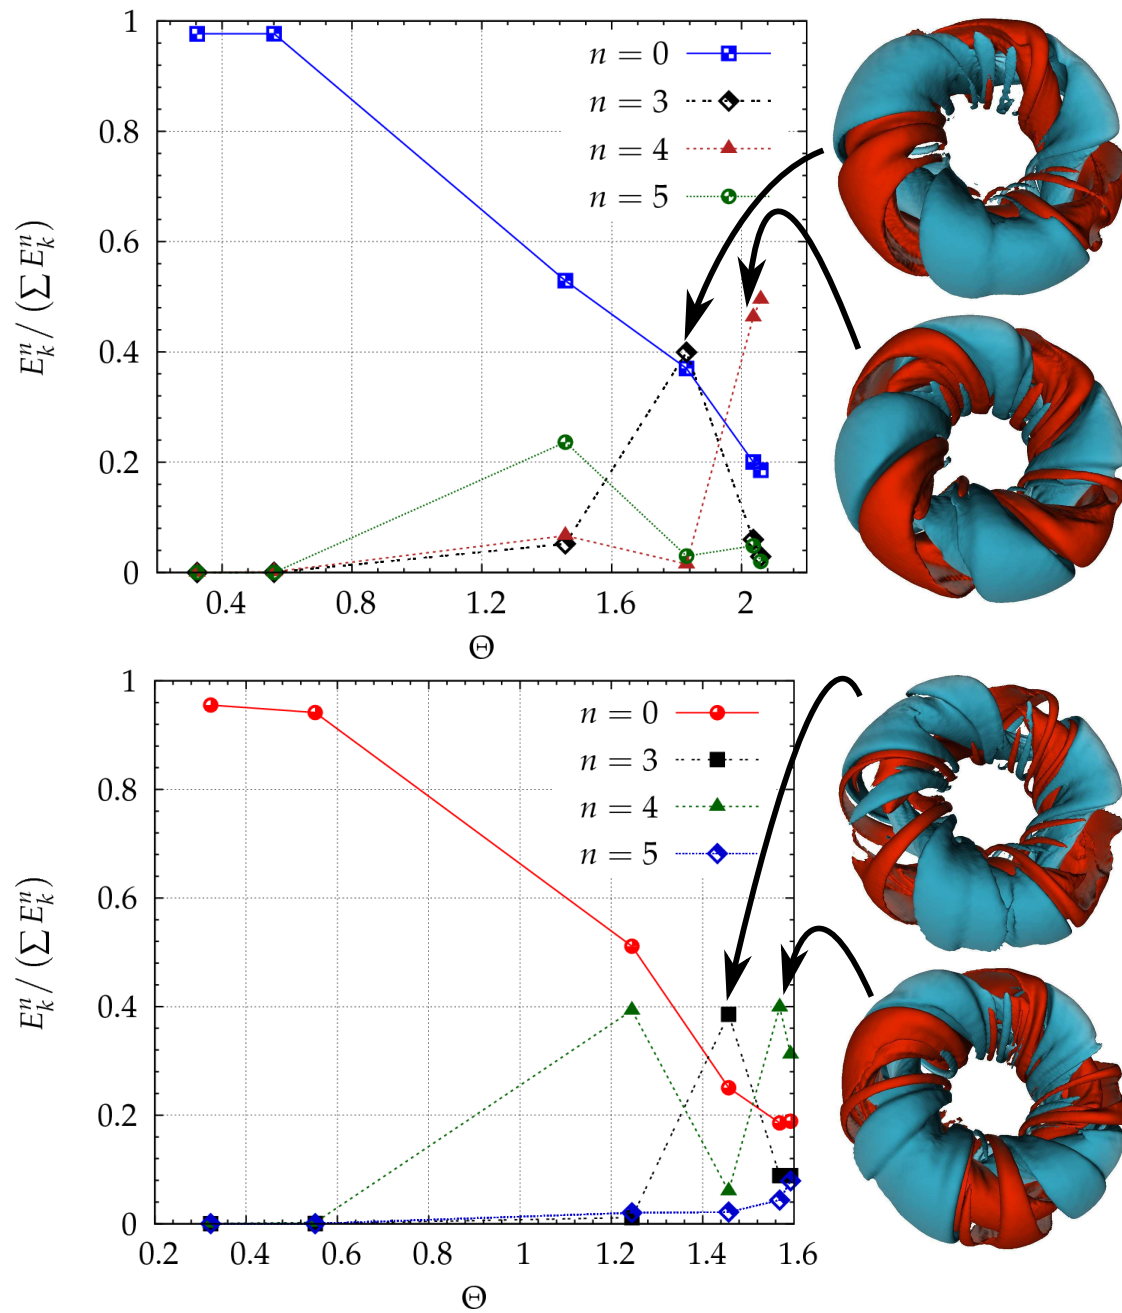 1
0.8
0.6
0.4
0.2
0
E_k^n / (∑ E_k^n)
n = 0
n = 3
n = 4
n = 5
0.4 0.8 1.2 1.6 2
Θ
1
0.8
0.6
0.4
0.2
0
E_k^n / (∑ E_k^n)
n = 0
n = 3
n = 4
n = 5
0.2 0.4 0.6 0.8 1 1.2 1.4 1.6
Θ